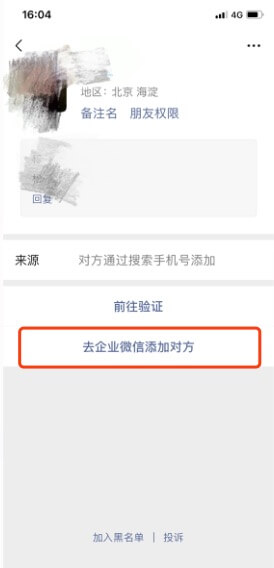 16:04
4G
地区：北京 海淀
备注名 朋友权限
回复
来源 对方通过搜索手机号添加
前往验证
去企业微信添加对方
加入黑名单 | 投诉